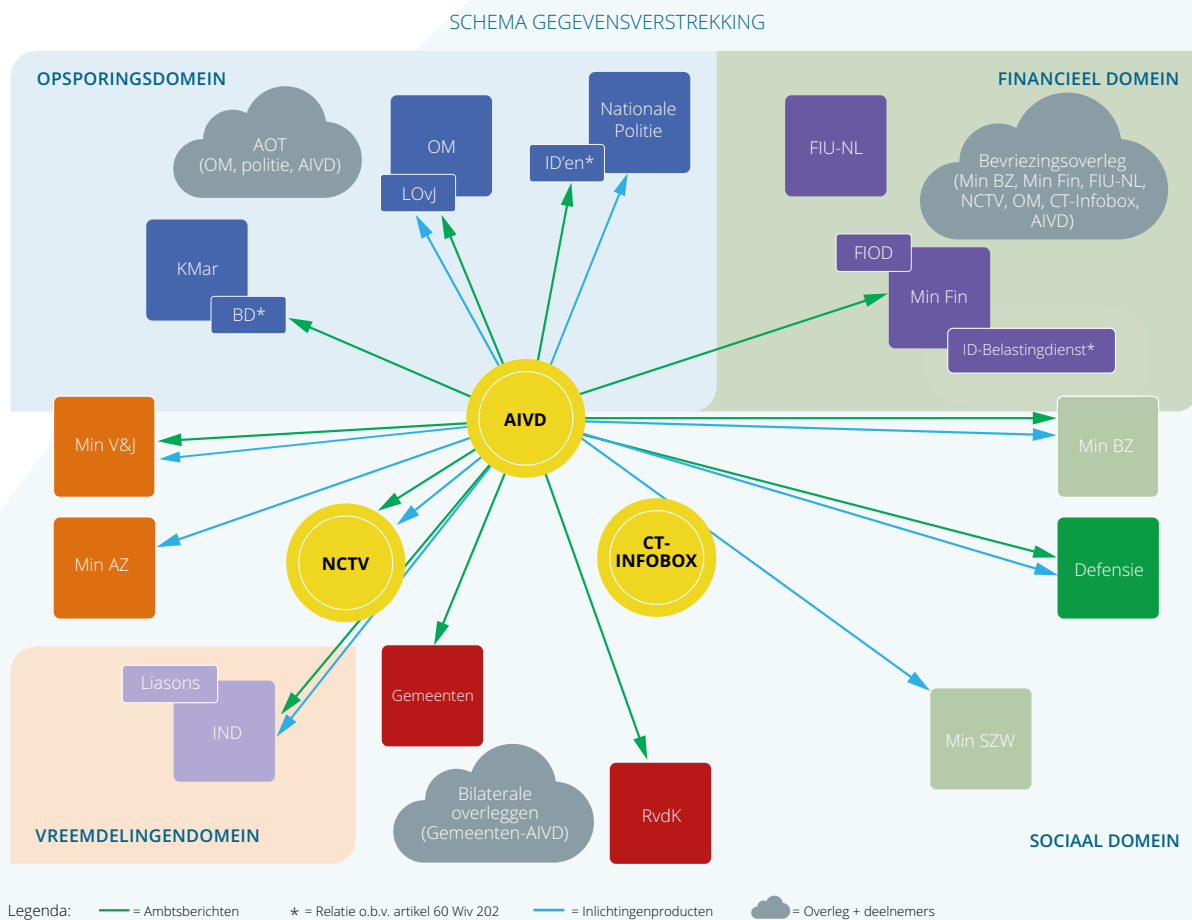 SCHEMA GEGEVENSVERSTREKKING
OPSPORINGSDOMEIN
FINANCIEEL DOMEIN
AOT
(OM, politie, AIVD)
OM
LOvJ
Nationale
Politie
ID'en*
FIU-NL
Bevriezingsoverleg
(Min BZ, Min Fin, FIU-NL,
NCTV, OM, CT-Infobox,
AIVD)
KMar
BD*
FIOD
Min Fin
ID-Belastingdienst*
AIVD
Min V&J
Min BZ
Min AZ
NCTV
CT-
INFOBOX
Defensie
Liasons
IND
Gemeenten
Min SZW
Bilaterale
overleggen
(Gemeenten-AIVD)
RvdK
VREEMDELINGENDOMEIN
SOCIAAL DOMEIN
Legenda: = Ambtsberichten * = Relatie o.b.v. artikel 60 Wiv 202 = Inlichtingenproducten = Overleg + deelnemers